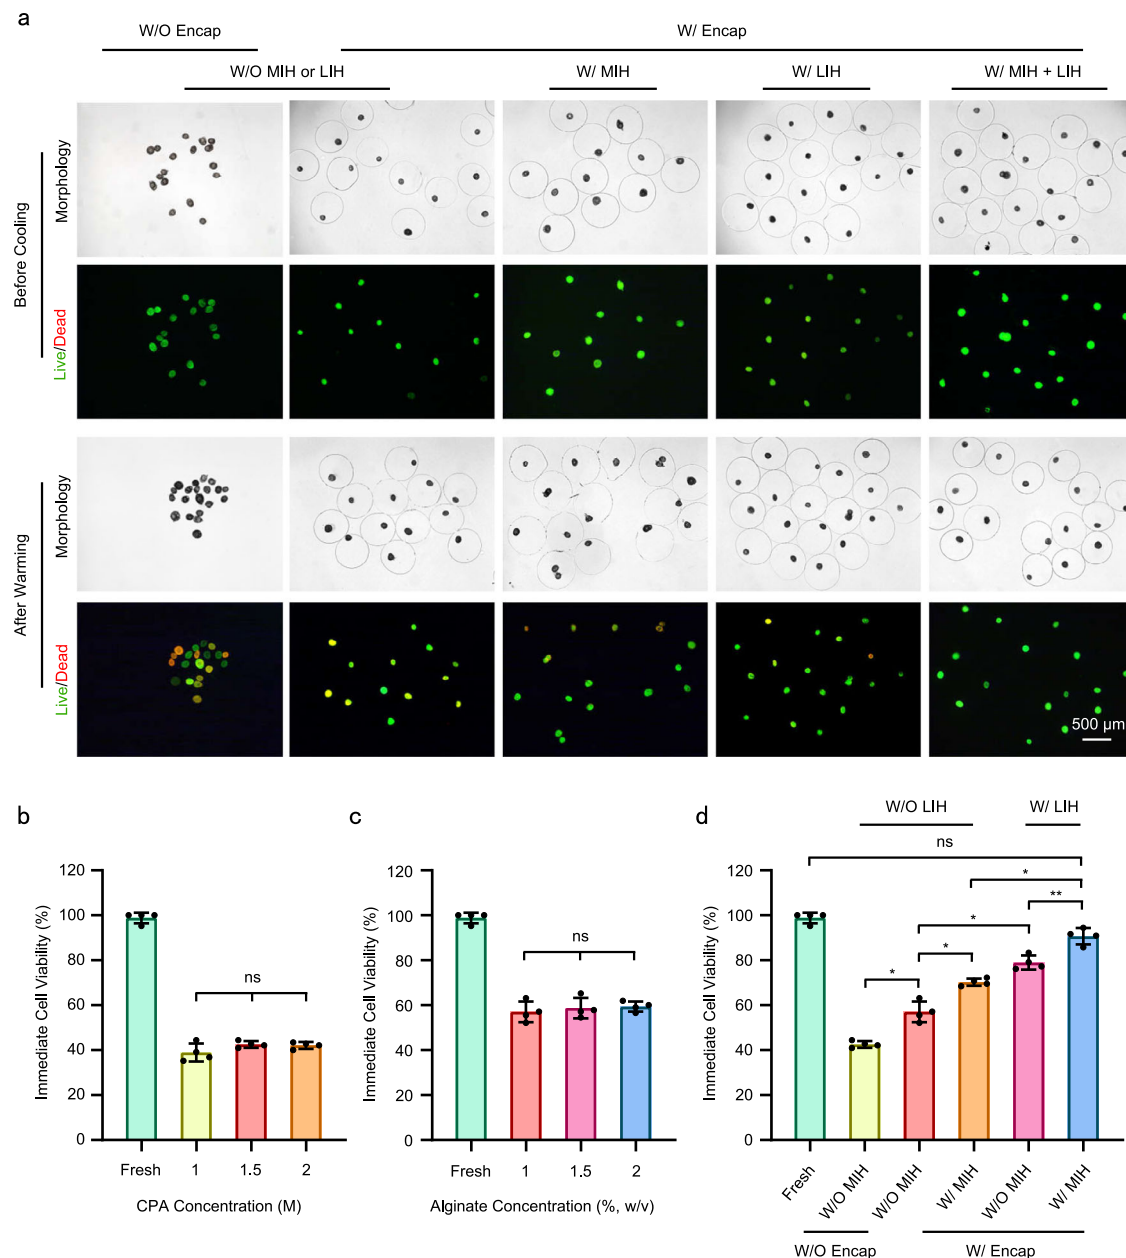 a
W/O Encap
W/ Encap
W/O MIH or LIH
W/ MIH
W/ LIH
W/ MIH + LIH
Before Cooling
Morphology
Live/Dead
After Warming
Morphology
Live/Dead
500 µm
b
Immediate Cell Viability (%)
120
100
80
60
40
20
0
ns
Fresh
1
1.5
2
CPA Concentration (M)
c
Immediate Cell Viability (%)
120
100
80
60
40
20
0
ns
Fresh
1
1.5
2
Alginate Concentration (%, w/v)
d
W/O LIH
W/ LIH
Immediate Cell Viability (%)
120
100
80
60
40
20
0
ns
*
**
*
*
*
Fresh
W/O MIH
W/O MIH
W/ MIH
W/O MIH
W/ MIH
W/O Encap
W/ Encap